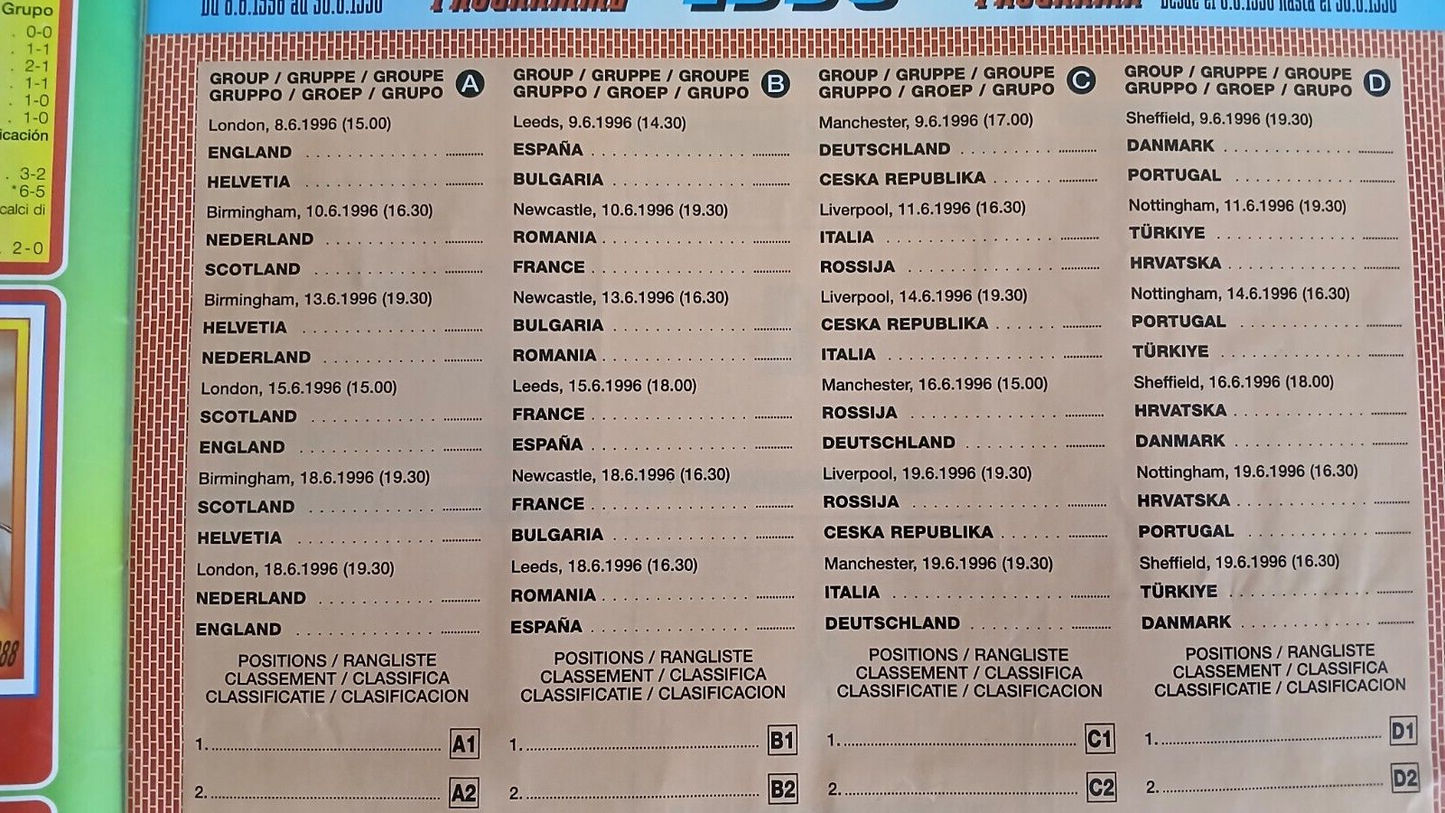 Grupo
. 0-0
. 1-1
. 2-1
. 1-1
. 1-0
. 1-0
. 3-2
*6-5
calci di
. 2-0
88
PROGRAMMA
GROUP / GRUPPE / GROUPE
GRUPPO / GROEP / GRUPO A
London, 8.6.1996 (15.00)
ENGLAND
HELVETIA
Birmingham, 10.6.1996 (16.30)
NEDERLAND
SCOTLAND
Birmingham, 13.6.1996 (19.30)
HELVETIA
NEDERLAND
London, 15.6.1996 (15.00)
SCOTLAND
ENGLAND
Birmingham, 18.6.1996 (19.30)
SCOTLAND
HELVETIA
London, 18.6.1996 (19.30)
NEDERLAND
ENGLAND
POSITIONS / RANGLISTE
CLASSEMENT / CLASSIFICA
CLASSIFICATIE / CLASIFICACION
1. A1
2. A2
GROUP / GRUPPE / GROUPE
GRUPPO / GROEP / GRUPO B
Leeds, 9.6.1996 (14.30)
ESPAÑA
BULGARIA
Newcastle, 10.6.1996 (19.30)
ROMANIA
FRANCE
Newcastle, 13.6.1996 (16.30)
BULGARIA
ROMANIA
Leeds, 15.6.1996 (18.00)
FRANCE
ESPAÑA
Newcastle, 18.6.1996 (16.30)
FRANCE
BULGARIA
Leeds, 18.6.1996 (16.30)
ROMANIA
ESPAÑA
POSITIONS / RANGLISTE
CLASSEMENT / CLASSIFICA
CLASSIFICATIE / CLASIFICACION
1. B1
2. B2
GROUP / GRUPPE / GROUPE
GRUPPO / GROEP / GRUPO C
Manchester, 9.6.1996 (17.00)
DEUTSCHLAND
CESKA REPUBLIKA
Liverpool, 11.6.1996 (16.30)
ITALIA
ROSSIJA
Liverpool, 14.6.1996 (19.30)
CESKA REPUBLIKA
ITALIA
Manchester, 16.6.1996 (15.00)
ROSSIJA
DEUTSCHLAND
Liverpool, 19.6.1996 (19.30)
ROSSIJA
CESKA REPUBLIKA
Manchester, 19.6.1996 (19.30)
ITALIA
DEUTSCHLAND
POSITIONS / RANGLISTE
CLASSEMENT / CLASSIFICA
CLASSIFICATIE / CLASIFICACION
1. C1
2. C2
GROUP / GRUPPE / GROUPE
GRUPPO / GROEP / GRUPO D
Sheffield, 9.6.1996 (19.30)
DANMARK
PORTUGAL
Nottingham, 11.6.1996 (19.30)
TÜRKIYE
HRVATSKA
Nottingham, 14.6.1996 (16.30)
PORTUGAL
TÜRKIYE
Sheffield, 16.6.1996 (18.00)
HRVATSKA
DANMARK
Nottingham, 19.6.1996 (16.30)
HRVATSKA
PORTUGAL
Sheffield, 19.6.1996 (16.30)
TÜRKIYE
DANMARK
POSITIONS / RANGLISTE
CLASSEMENT / CLASSIFICA
CLASSIFICATIE / CLASIFICACION
1. D1
2. D2